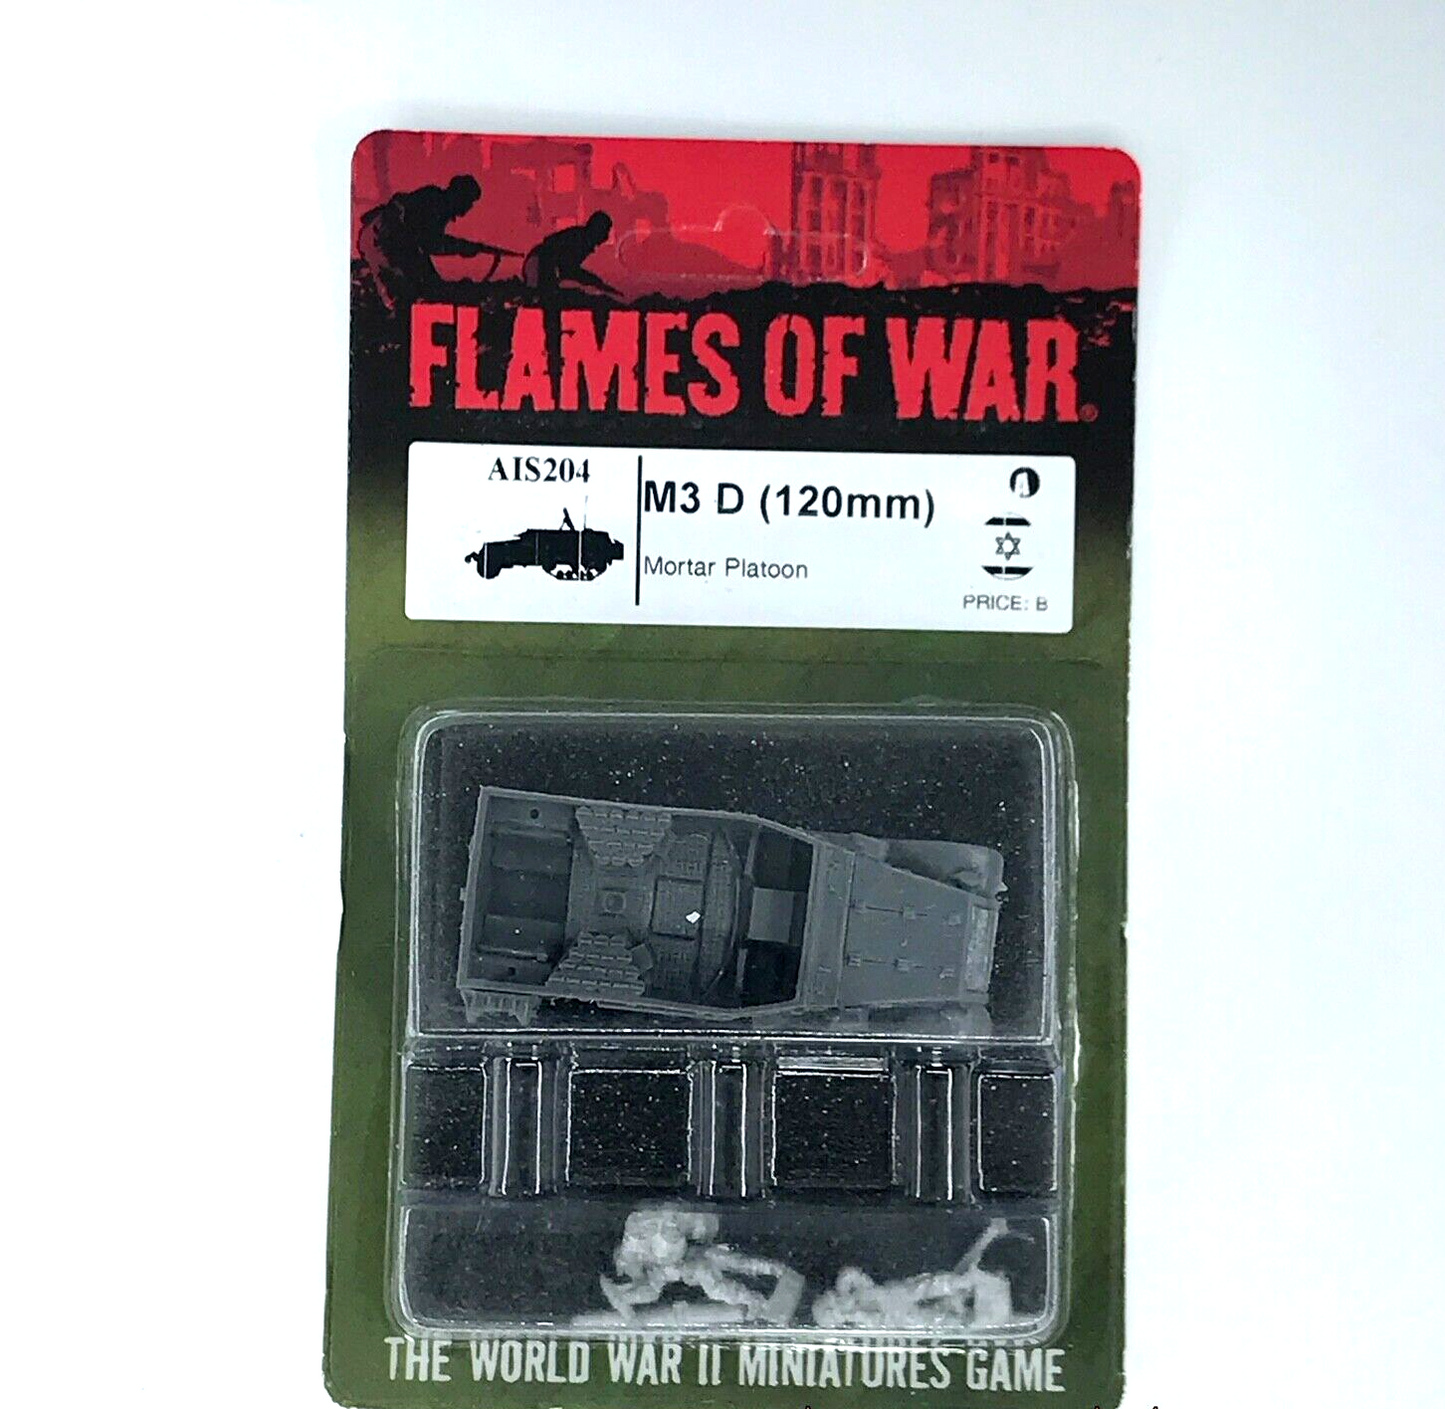 FLAMES OF WAR®
AIS204
M3 D (120mm)
Mortar Platoon
PRICE: B
THE WORLD WAR II MINIATURES GAME